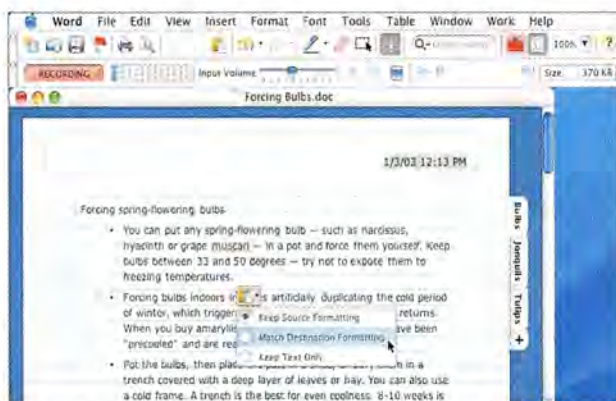 Word File Edit View Insert Format Font Tools Table Window Work Help
100% ?
RECORDING Input Volume Size: 370 KB
Forcing Bulbs.doc
1/3/03 12:13 PM
Forcing spring-flowering bulbs
• You can put any spring-flowering bulb — such as narcissus,
hyacinth or grape muscari — in a pot and force them yourself. Keep
bulbs between 33 and 50 degrees — try not to expose them to
freezing temperatures.
• Forcing bulbs indoors is artificially duplicating the cold period
of winter, which returns.
Keep Source Formatting
When you buy have been
Match Destination Formatting
"precooled" and are
Keep Text Only
• Pot the bulbs, then in a
trench covered with a deep layer of leaves or hay. You can also use
a cold frame. A trench is the best for even coolness. 8-10 weeks is
Bulbs
Jonquils
Tulips
+